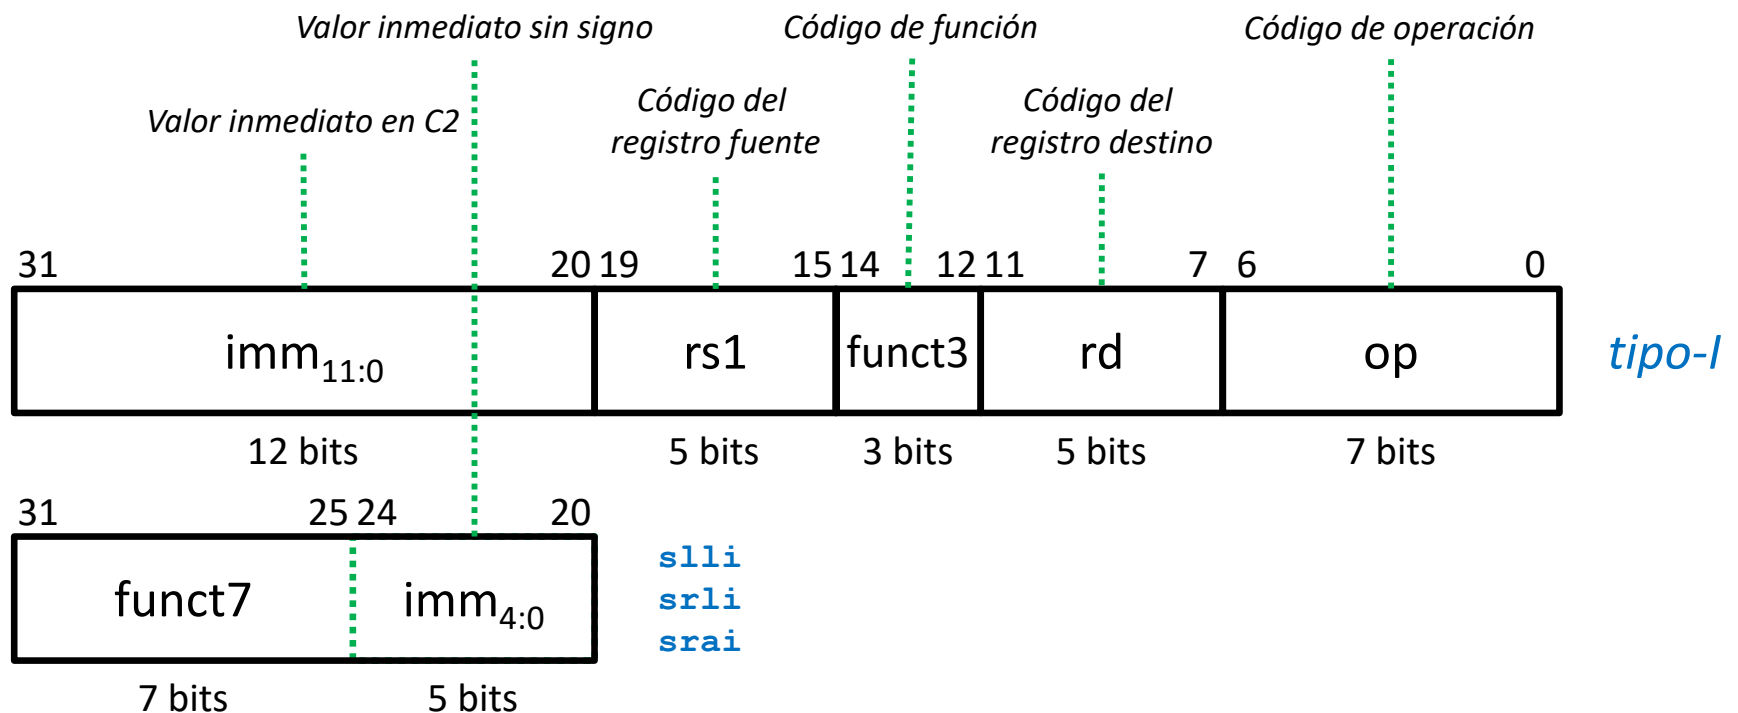 Valor inmediato sin signo
Código de función
Código de operación
Valor inmediato en C2
Código del
registro fuente
Código del
registro destino
31 20 19 15 14 12 11 7 6 0
imm11:0 rs1 funct3 rd op tipo-I
12 bits 5 bits 3 bits 5 bits 7 bits
31 25 24 20
funct7 imm4:0
slli
srli
srai
7 bits 5 bits